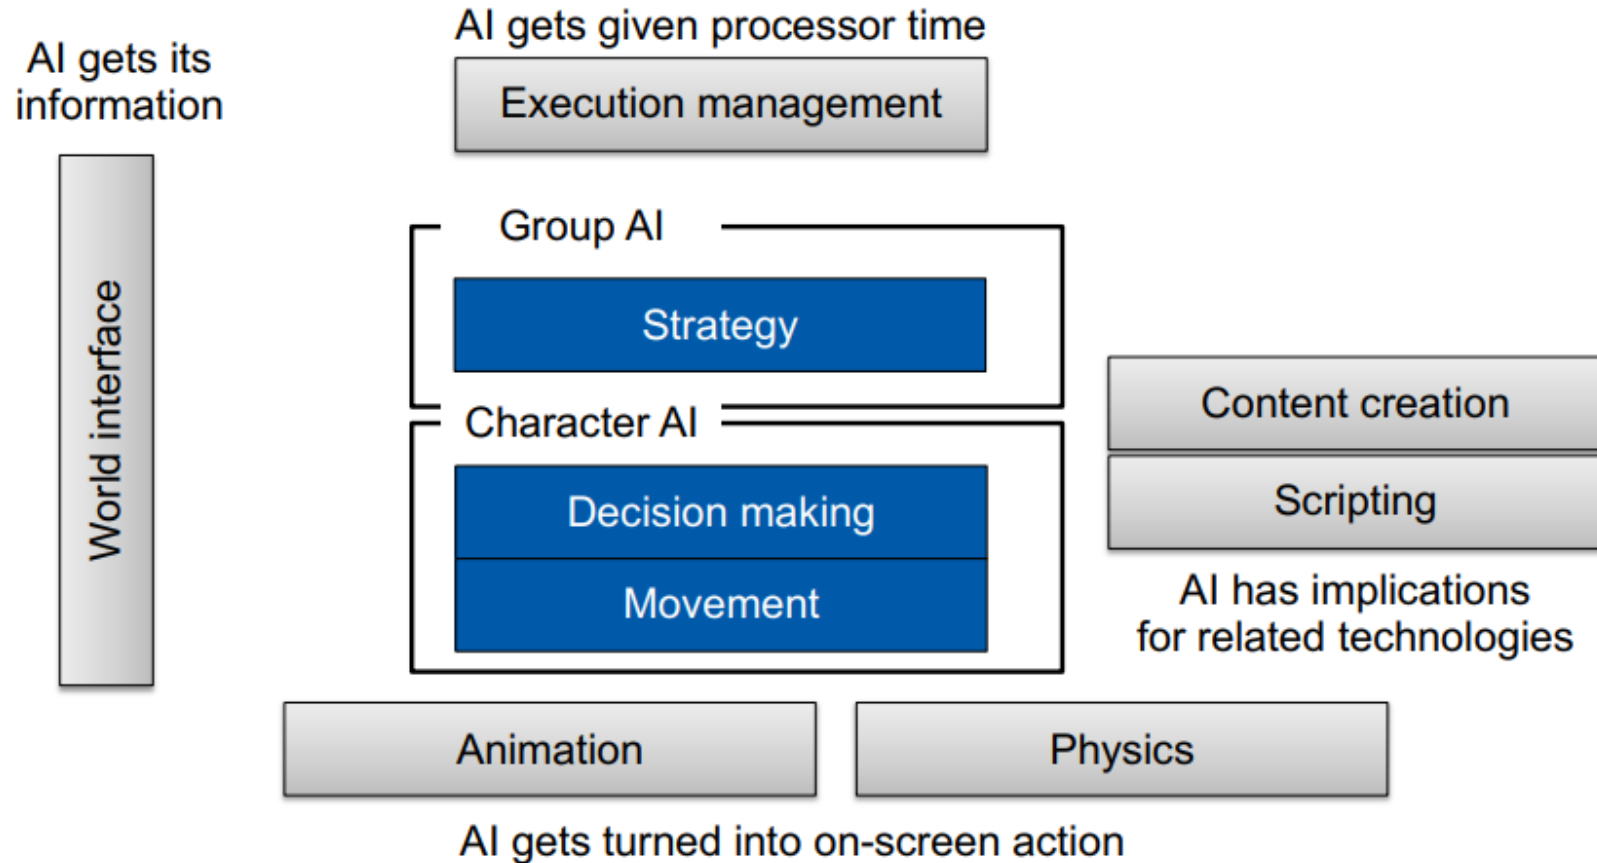 AI gets given processor time
AI gets its
information
Execution management
World interface
Group AI
Strategy
Character AI
Decision making
Movement
Content creation
Scripting
AI has implications
for related technologies
Animation
Physics
AI gets turned into on-screen action